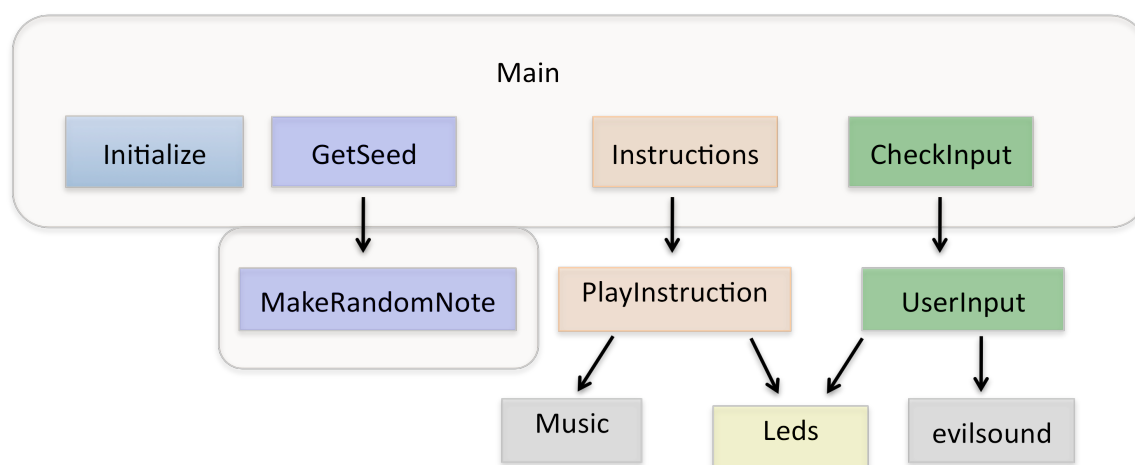 Main
Initialize
GetSeed
Instructions
CheckInput
MakeRandomNote
PlayInstruction
UserInput
Music
Leds
evilsound